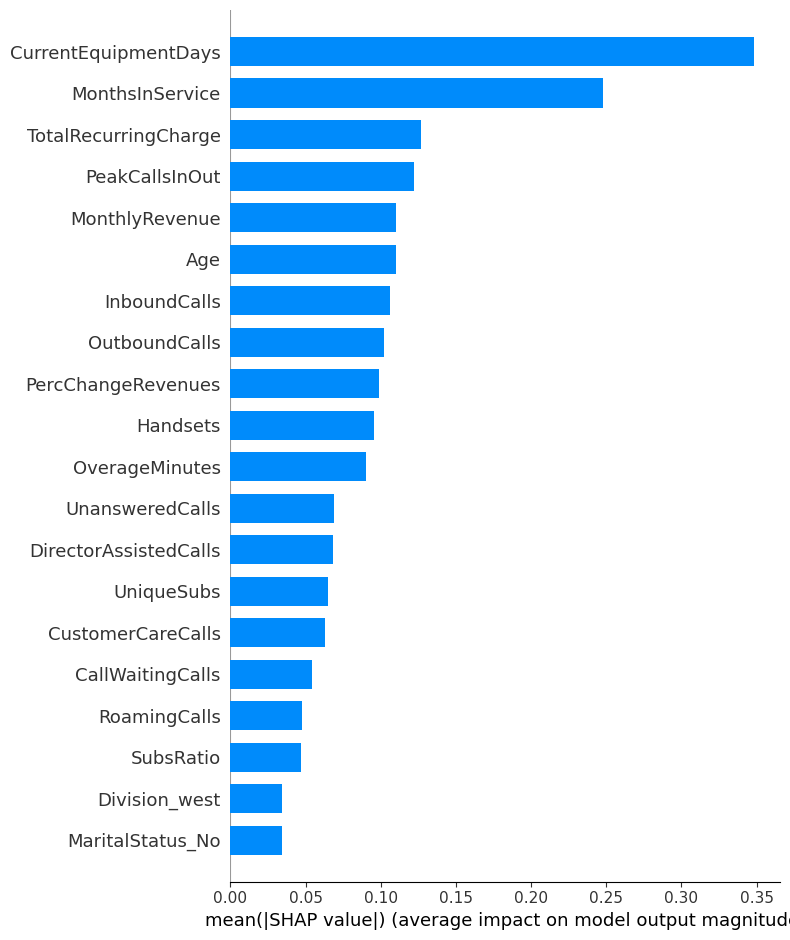 CurrentEquipmentDays
MonthsInService
TotalRecurringCharge
PeakCallsInOut
MonthlyRevenue
Age
InboundCalls
OutboundCalls
PercChangeRevenues
Handsets
OverageMinutes
UnansweredCalls
DirectorAssistedCalls
UniqueSubs
CustomerCareCalls
CallWaitingCalls
RoamingCalls
SubsRatio
Division_west
MaritalStatus_No
0.00 0.05 0.10 0.15 0.20 0.25 0.30 0.35
mean(|SHAP value|) (average impact on model output magnitude